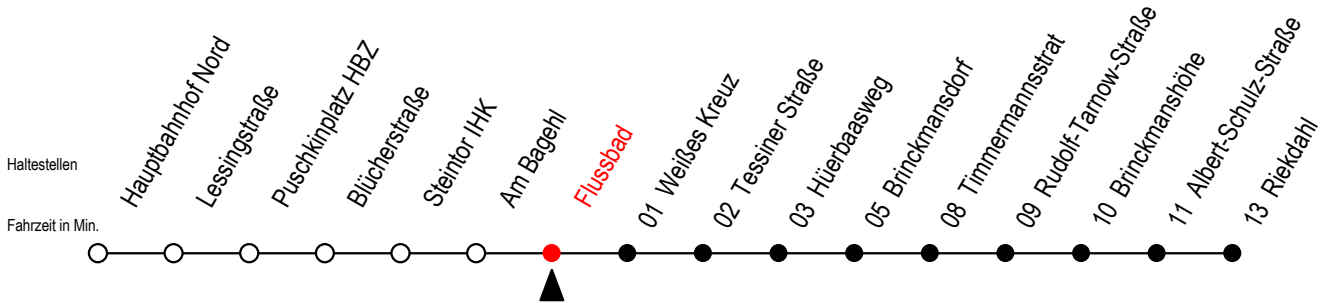 Haltestellen
Fahrzeit in Min.
Hauptbahnhof Nord
Lessingstraße
Puschkinplatz HBZ
Blücherstraße
Steintor IHK
Am Bagehl
Flussbad
01 Weißes Kreuz
02 Tessiner Straße
03 Hüerbaasweg
05 Brinckmansdorf
08 Timmermannsstrat
09 Rudolf-Tarnow-Straße
10 Brinckmanshöhe
11 Albert-Schulz-Straße
13 Riekdahl